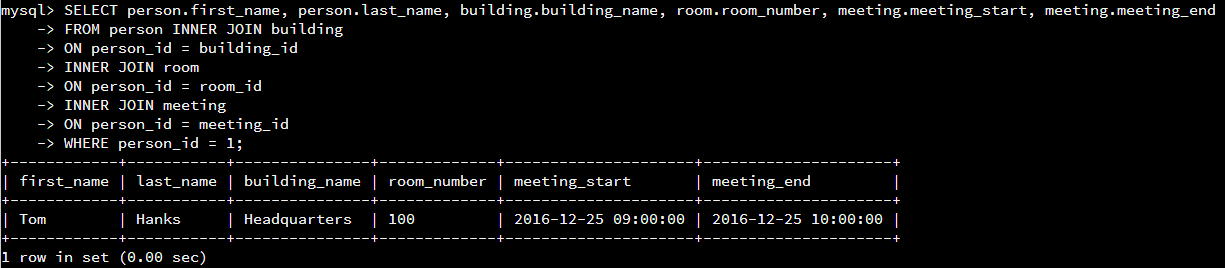 mysql> SELECT person.first_name, person.last_name, building.building_name, room.room_number, meeting.meeting_start, meeting.meeting_end
    -> FROM person INNER JOIN building
    -> ON person_id = building_id
    -> INNER JOIN room
    -> ON person_id = room_id
    -> INNER JOIN meeting
    -> ON person_id = meeting_id
    -> WHERE person_id = 1;
+------------+-----------+---------------+-------------+---------------------+---------------------+
| first_name | last_name | building_name | room_number | meeting_start       | meeting_end         |
+------------+-----------+---------------+-------------+---------------------+---------------------+
| Tom        | Hanks     | Headquarters  | 100         | 2016-12-25 09:00:00 | 2016-12-25 10:00:00 |
+------------+-----------+---------------+-------------+---------------------+---------------------+
1 row in set (0.00 sec)